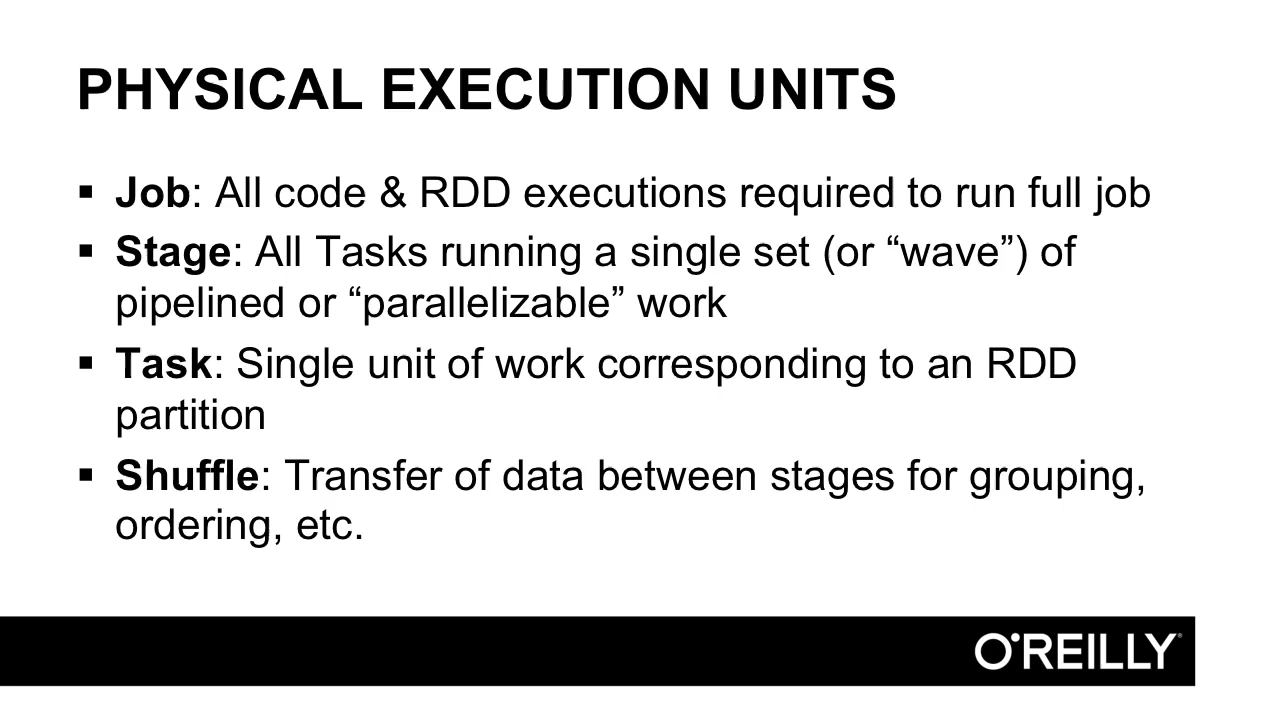 PHYSICAL EXECUTION UNITS
▪ Job: All code & RDD executions required to run full job
▪ Stage: All Tasks running a single set (or “wave”) of
pipelined or “parallelizable” work
▪ Task: Single unit of work corresponding to an RDD
partition
▪ Shuffle: Transfer of data between stages for grouping,
ordering, etc.
O'REILLY®